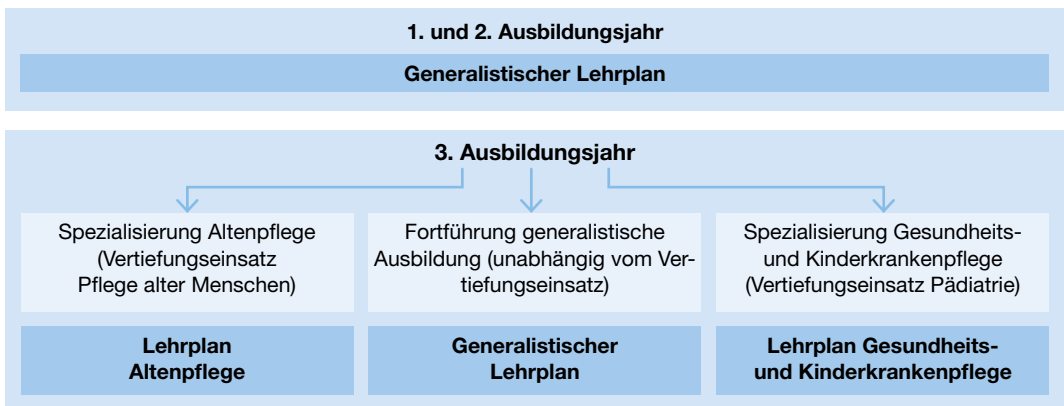 1. und 2. Ausbildungsjahr
Generalistischer Lehrplan
3. Ausbildungsjahr
Spezialisierung Altenpflege
(Vertiefungseinsatz
Pflege alter Menschen)
Fortführung generalistische
Ausbildung (unabhängig vom Ver-
tiefungseinsatz)
Spezialisierung Gesundheits-
und Kinderkrankenpflege
(Vertiefungseinsatz Pädiatrie)
Lehrplan
Altenpflege
Generalistischer
Lehrplan
Lehrplan Gesundheits-
und Kinderkrankenpflege